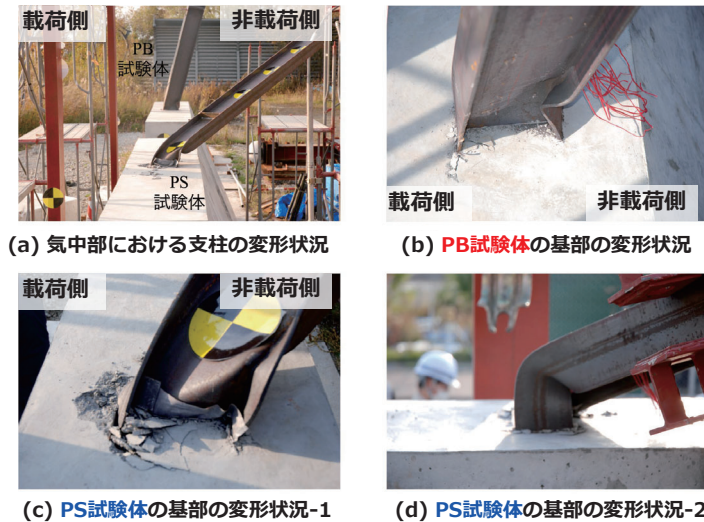 載荷側 非載荷側
PB
試験体
PS
試験体
(a) 気中部における支柱の変形状況
載荷側 非載荷側
(b) PB試験体の基部の変形状況
載荷側 非載荷側
(c) PS試験体の基部の変形状況-1
(d) PS試験体の基部の変形状況-2